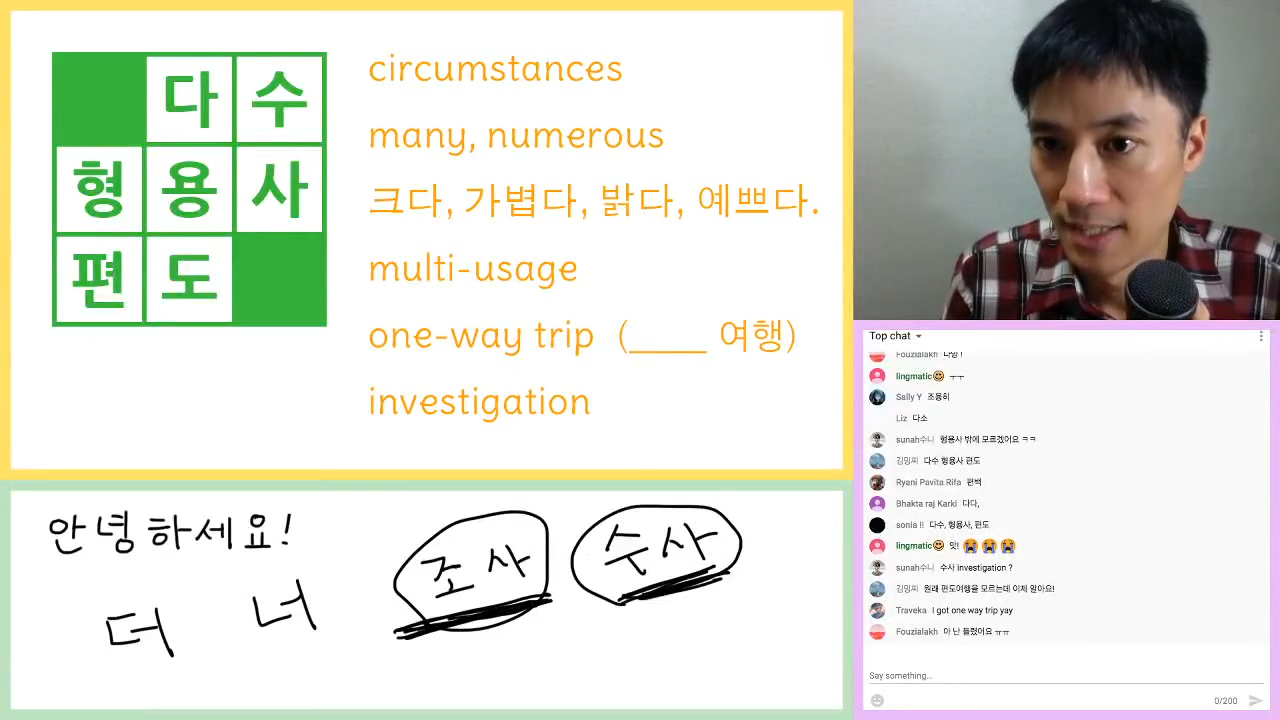 다 수
형 용 사
편 도
circumstances
many, numerous
크다, 가볍다, 밝다, 예쁘다.
multi-usage
one-way trip (____ 여행)
investigation
안녕하세요!
더 너
조사 수사
Top chat
Fouzialakh
lingmatic ㅜㅜ
Sally Y 조용히
Liz 다소
sunah수나 형용사 밖에 모르겠어요 ㅋㅋ
김밍찌 다수 형용사 편도
Ryani Pavita Rifa 편백
Bhakta raj Karki 다다,
sonia !! 다수, 형용사, 편도
lingmatic 잇! 😭😭😭
sunah수나 수사 investigation ?
김밍찌 원래 편도여행을 모르는데 이제 알아요!
Traveka I got one way trip yay
Fouzialakh 아 난 틀렸어요 ㅠㅠ
Say something...
0/200